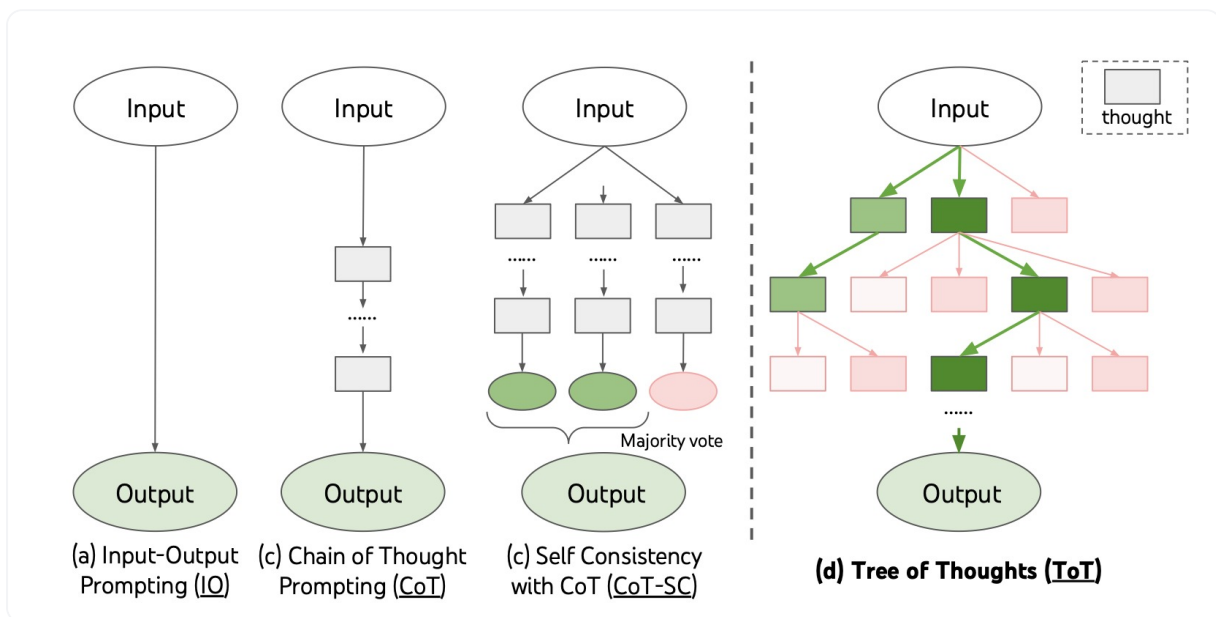 Input
Input
Input
Input
thought
......
......
......
......
......
Majority vote
Output
Output
Output
Output
(a) Input-Output
Prompting (IO)
(c) Chain of Thought
Prompting (CoT)
(c) Self Consistency
with CoT (CoT-SC)
(d) Tree of Thoughts (ToT)